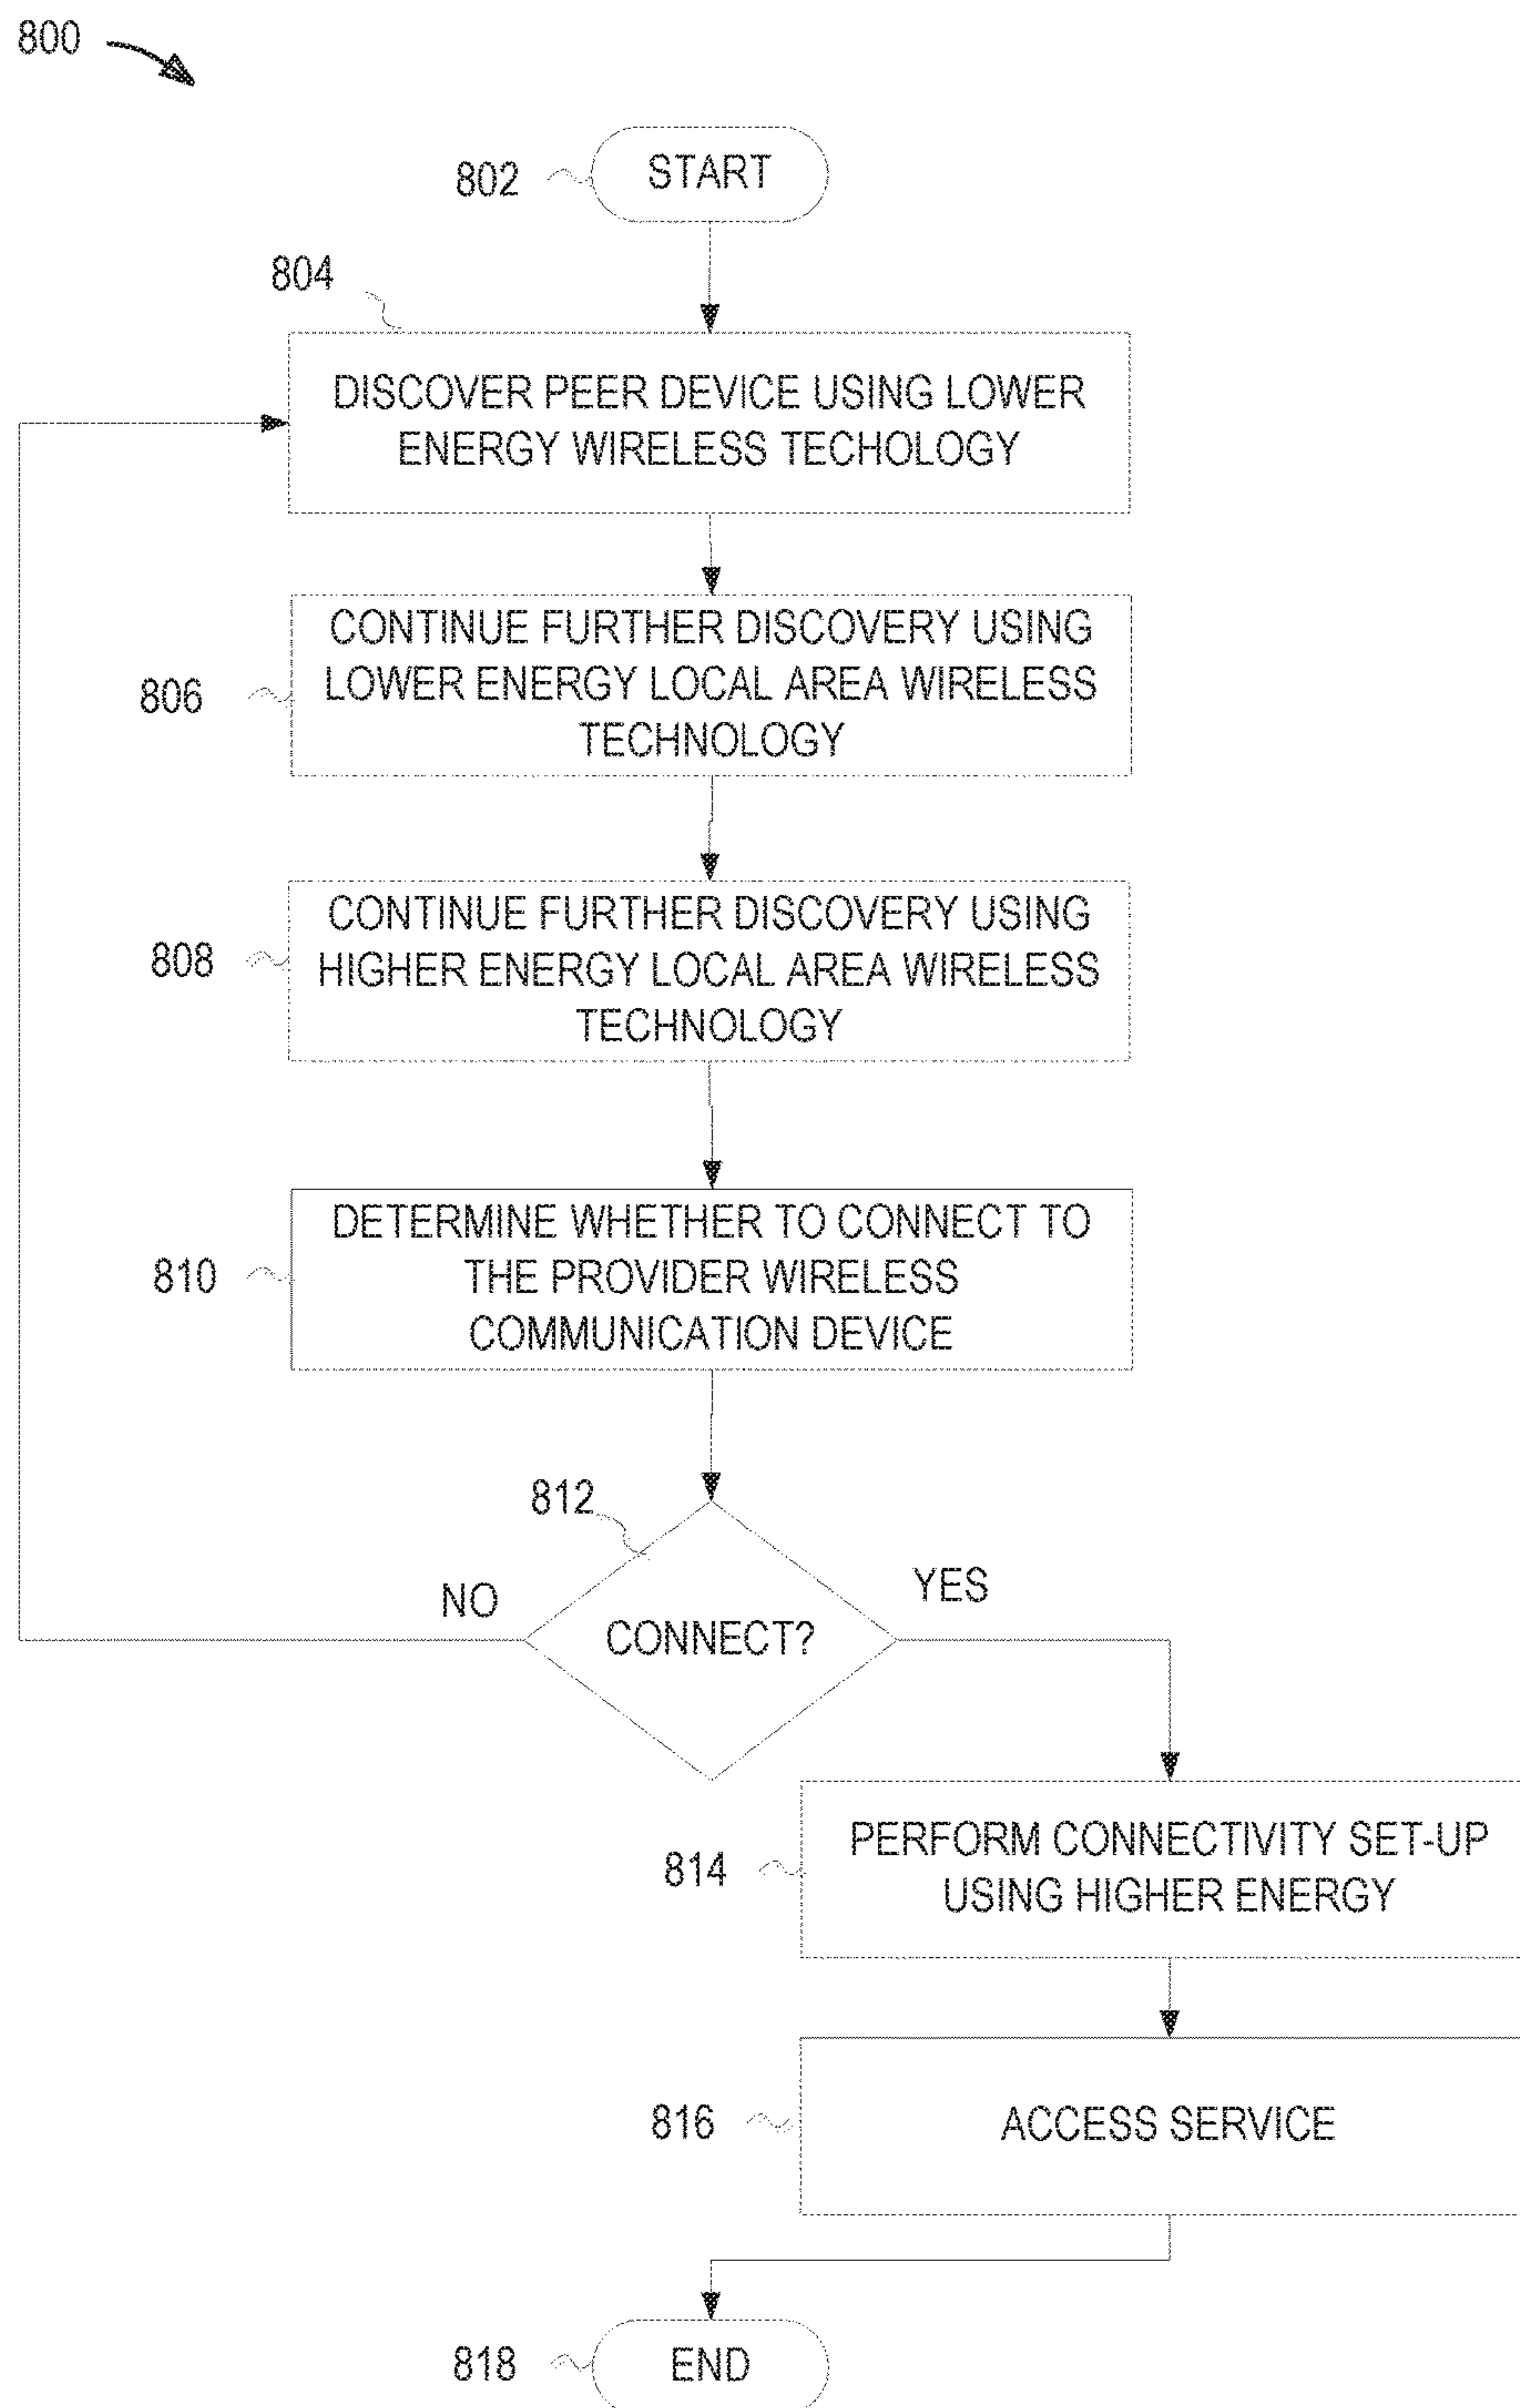 800
802
START
804
DISCOVER PEER DEVICE USING LOWER
ENERGY WIRELESS TECHOLOGY
806
CONTINUE FURTHER DISCOVERY USING
LOWER ENERGY LOCAL AREA WIRELESS
TECHNOLOGY
808
CONTINUE FURTHER DISCOVERY USING
HIGHER ENERGY LOCAL AREA WIRELESS
TECHNOLOGY
810
DETERMINE WHETHER TO CONNECT TO
THE PROVIDER WIRELESS
COMMUNICATION DEVICE
812
NO
CONNECT?
YES
814
PERFORM CONNECTIVITY SET-UP
USING HIGHER ENERGY
816
ACCESS SERVICE
818
END